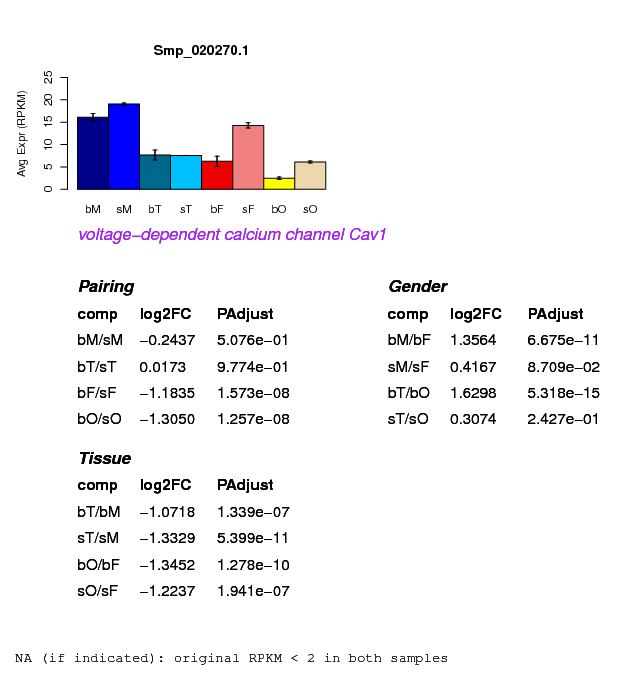 Smp_020270.1
Avg Expr (RPKM)
25
20
15
10
5
0
bM sM bT sT bF sF bO sO
voltage−dependent calcium channel Cav1
Pairing
comp log2FC PAdjust
bM/sM −0.2437 5.076e−01
bT/sT 0.0173 9.774e−01
bF/sF −1.1835 1.573e−08
bO/sO −1.3050 1.257e−08
Gender
comp log2FC PAdjust
bM/bF 1.3564 6.675e−11
sM/sF 0.4167 8.709e−02
bT/bO 1.6298 5.318e−15
sT/sO 0.3074 2.427e−01
Tissue
comp log2FC PAdjust
bT/bM −1.0718 1.339e−07
sT/sM −1.3329 5.399e−11
bO/bF −1.3452 1.278e−10
sO/sF −1.2237 1.941e−07
NA (if indicated): original RPKM < 2 in both samples